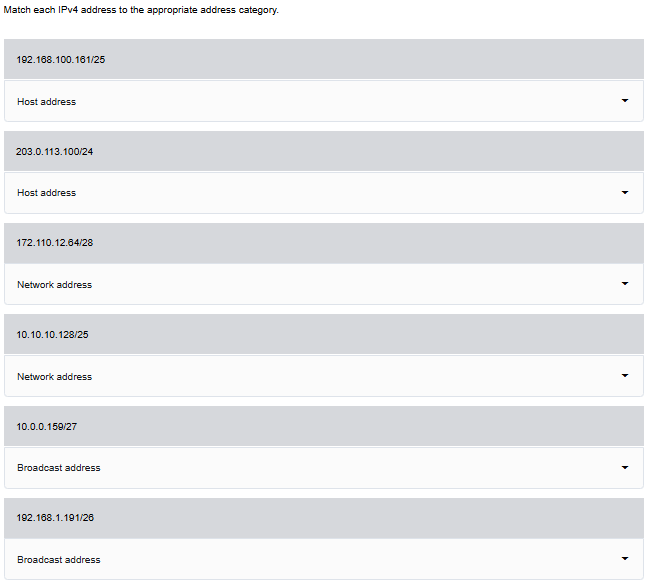 Match each IPv4 address to the appropriate address category.
192.168.100.161/25
Host address
203.0.113.100/24
Host address
172.110.12.64/28
Network address
10.10.10.128/25
Network address
10.0.0.159/27
Broadcast address
192.168.1.191/26
Broadcast address